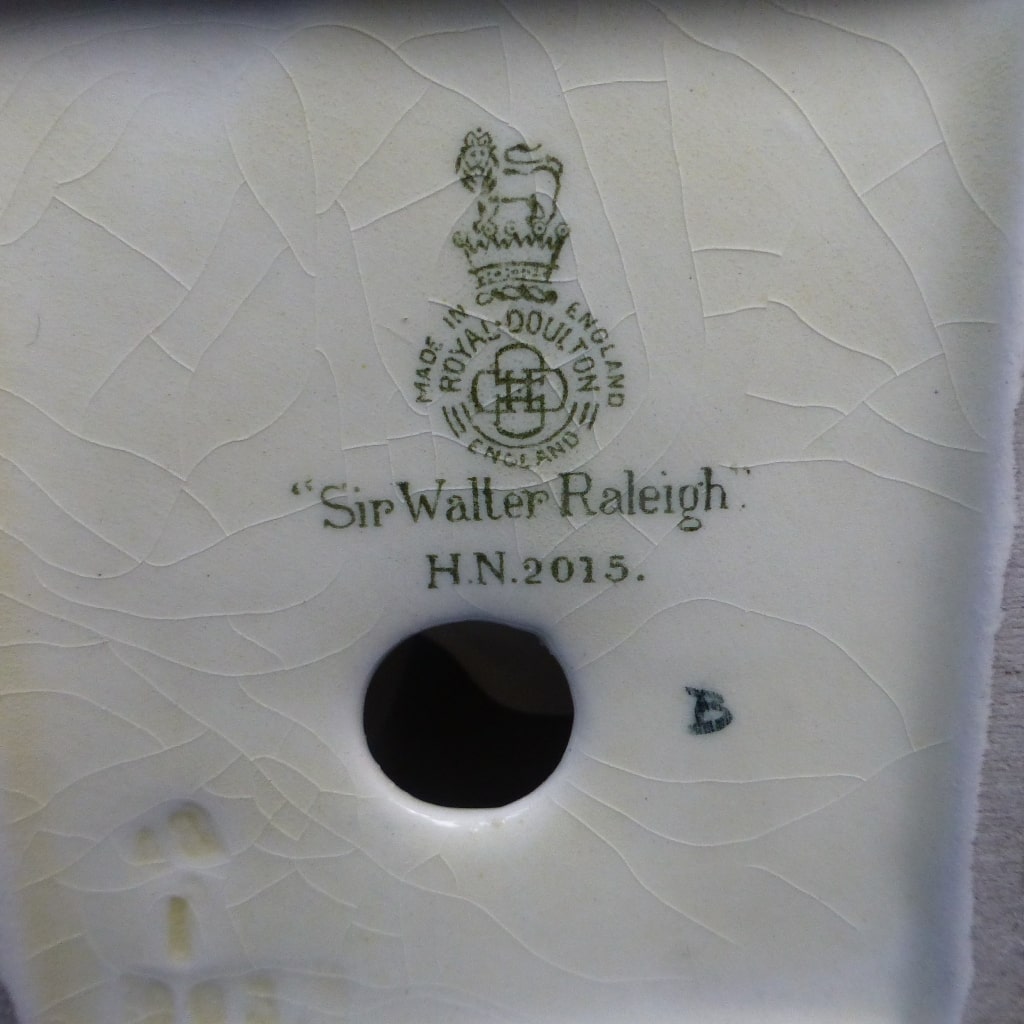 MADE IN ENGLAND
ROYAL DOULTON
ENGLAND
“Sir Walter Raleigh”.
H.N.2015.
B